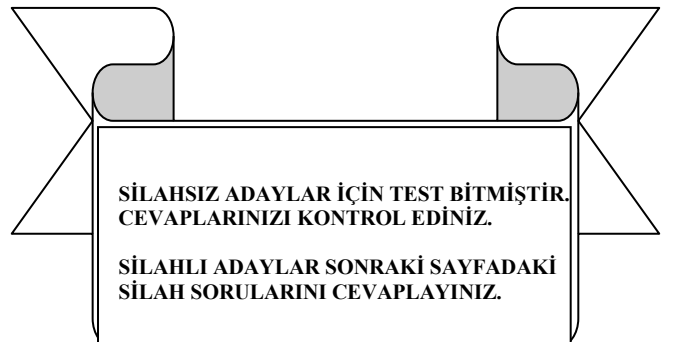 SİLAHSIZ ADAYLAR İÇİN TEST BİTMİŞTİR.
CEVAPLARINIZI KONTROL EDİNİZ.
SİLAHLI ADAYLAR SONRAKİ SAYFADAKİ
SİLAH SORULARINI CEVAPLAYINIZ.